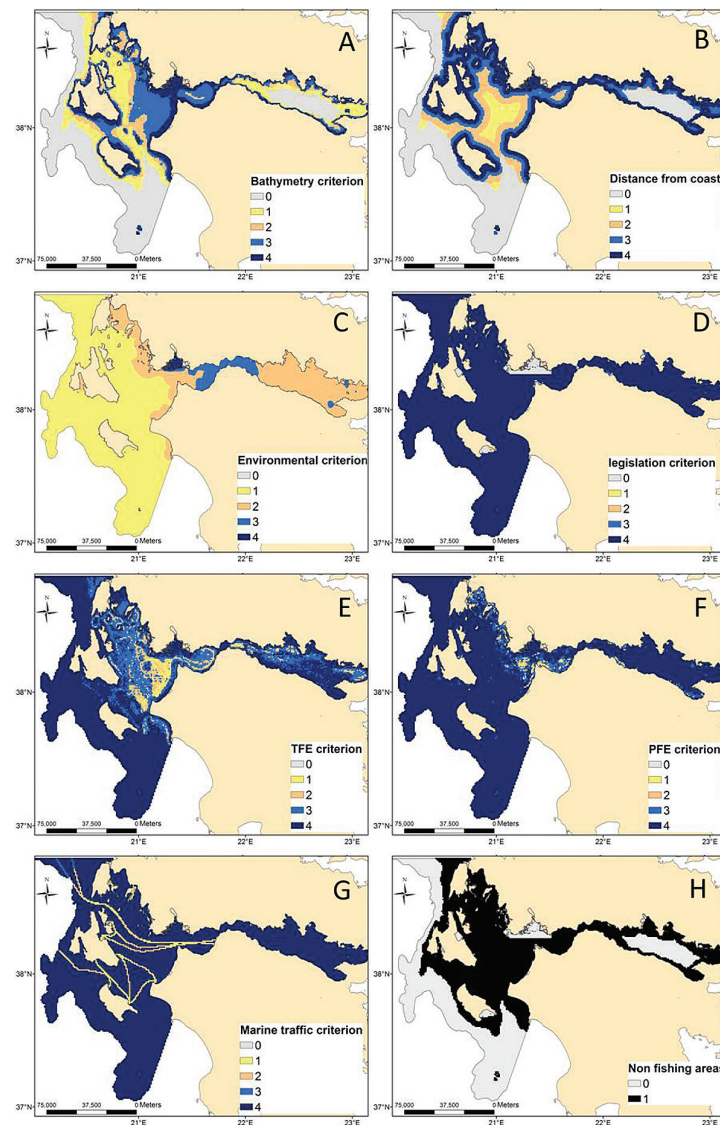 N
A
38°N
Bathymetry criterion
0
1
2
3
4
37°N
75,000 37,500 0 Meters
21°E 22°E 23°E
N
B
38°N
Distance from coast
0
1
2
3
4
37°N
75,000 37,500 0 Meters
21°E 22°E 23°E
N
C
38°N
Environmental criterion
0
1
2
3
4
37°N
75,000 37,500 0 Meters
21°E 22°E 23°E
N
D
38°N
legislation criterion
0
1
2
3
4
37°N
75,000 37,500 0 Meters
21°E 22°E 23°E
N
E
38°N
TFE criterion
0
1
2
3
4
37°N
75,000 37,500 0 Meters
21°E 22°E 23°E
N
F
38°N
PFE criterion
0
1
2
3
4
37°N
75,000 37,500 0 Meters
21°E 22°E 23°E
N
G
38°N
Marine traffic criterion
0
1
2
3
4
37°N
75,000 37,500 0 Meters
21°E 22°E 23°E
N
H
38°N
Non fishing areas
0
1
37°N
75,000 37,500 0 Meters
21°E 22°E 23°E